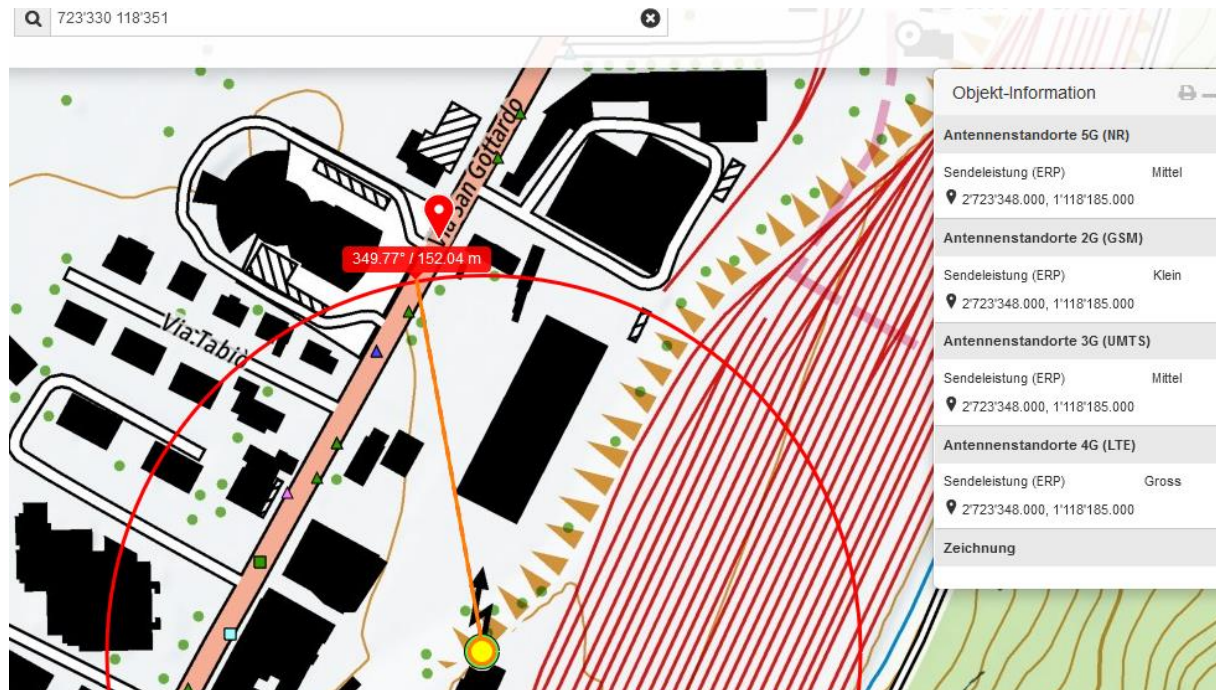 723'330 118'351
Objekt-Information
Via San Gottardo
Antennenstandorte 5G (NR)
Sendeleistung (ERP) Mittel
2'723'348.000, 1'118'185.000
349.77° / 152.04 m
Antennenstandorte 2G (GSM)
Sendeleistung (ERP) Klein
2'723'348.000, 1'118'185.000
Via Tabiò
Antennenstandorte 3G (UMTS)
Sendeleistung (ERP) Mittel
2'723'348.000, 1'118'185.000
Antennenstandorte 4G (LTE)
Sendeleistung (ERP) Gross
2'723'348.000, 1'118'185.000
Zeichnung